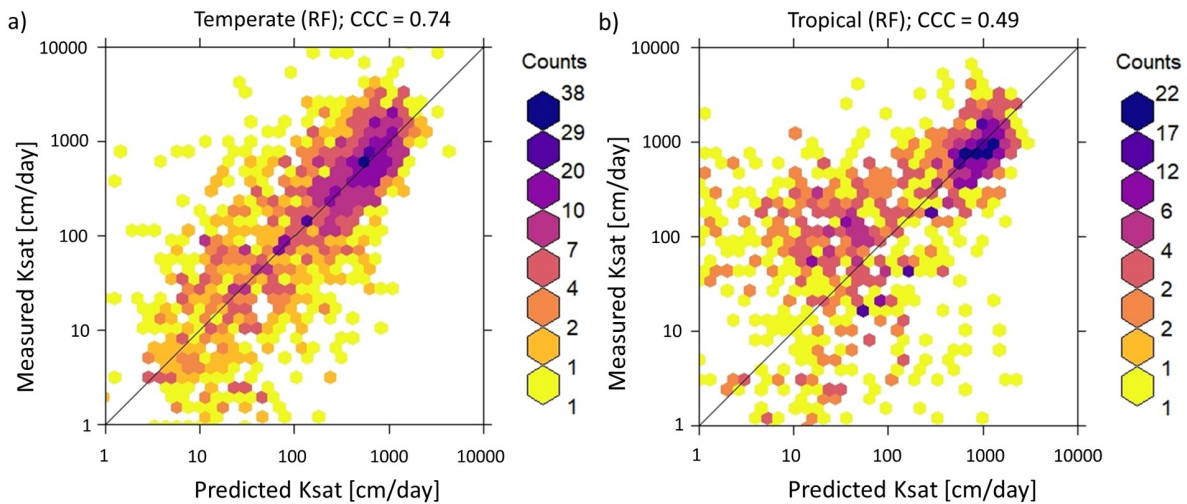 a)
Temperate (RF); CCC = 0.74
10000
1000
100
10
1
Measured Ksat [cm/day]
1 10 100 1000 10000
Predicted Ksat [cm/day]
Counts
38
29
20
10
7
4
2
1
1
b)
Tropical (RF); CCC = 0.49
10000
1000
100
10
1
Measured Ksat [cm/day]
1 10 100 1000 10000
Predicted Ksat [cm/day]
Counts
22
17
12
6
4
2
2
1
1